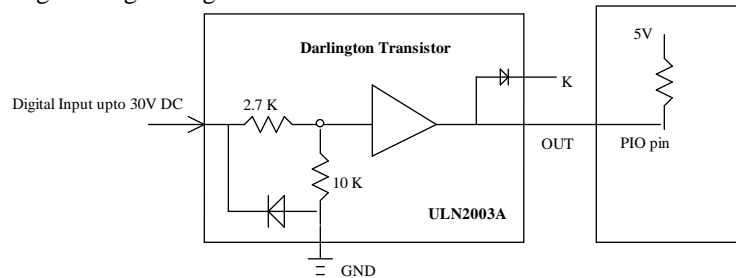 5V
Darlington Transistor
K
Digital Input upto 30V DC
2.7 K
OUT
PIO pin
10 K
ULN2003A
GND